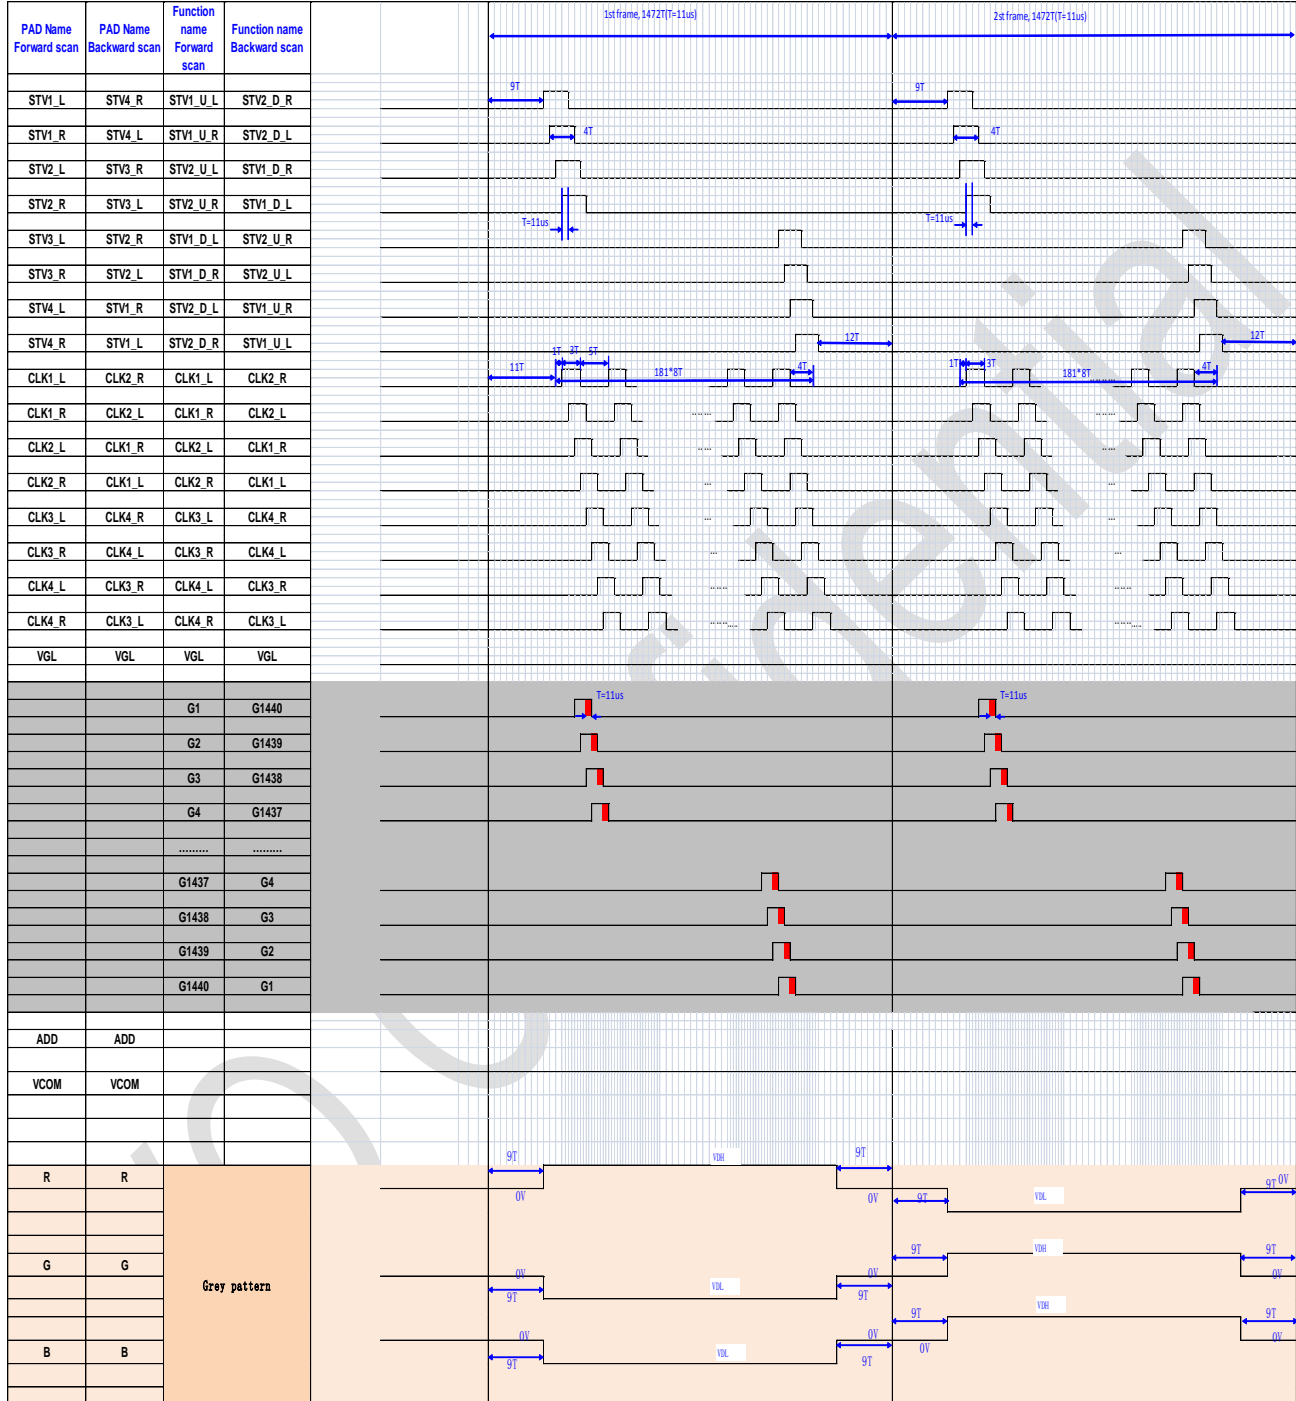 PAD Name Forward scan PAD Name Backward scan Function name Forward scan Function name Backward scan
1st frame, 1472T(T=11us) 2st frame, 1472T(T=11us)
9T 9T
STV1_L STV4_R STV1_U_L STV2_D_R
STV1_R STV4_L STV1_U_R STV2_D_L 4T 4T
STV2_L STV3_R STV2_U_L STV1_D_R
STV2_R STV3_L STV2_U_R STV1_D_L
T=11us T=11us
STV3_L STV2_R STV1_D_L STV2_U_R
STV3_R STV2_L STV1_D_R STV2_U_L
STV4_L STV1_R STV2_D_L STV1_U_R
STV4_R STV1_L STV2_D_R STV1_U_L 12T 12T
1T 3T 5T 1T 3T
CLK1_L CLK2_R CLK1_L CLK2_R 11T 181*8T 4T 181*8T 4T
CLK1_R CLK2_L CLK1_R CLK2_L
CLK2_L CLK1_R CLK2_L CLK1_R
CLK2_R CLK1_L CLK2_R CLK1_L
CLK3_L CLK4_R CLK3_L CLK4_R
CLK3_R CLK4_L CLK3_R CLK4_L
CLK4_L CLK3_R CLK4_L CLK3_R
CLK4_R CLK3_L CLK4_R CLK3_L
VGL VGL VGL VGL
T=11us T=11us
G1 G1440
G2 G1439
G3 G1438
G4 G1437
......... .........
G1437 G4
G1438 G3
G1439 G2
G1440 G1
ADD ADD
VCOM VCOM
9T VDH 9T
R R 0V 0V 9T VDL 9T 0V
9T VDH 9T
G G 0V 9T VDL 0V 9T 0V
Grey pattern
9T VDH 9T
B B 0V 9T VDL 0V 9T 0V 0V